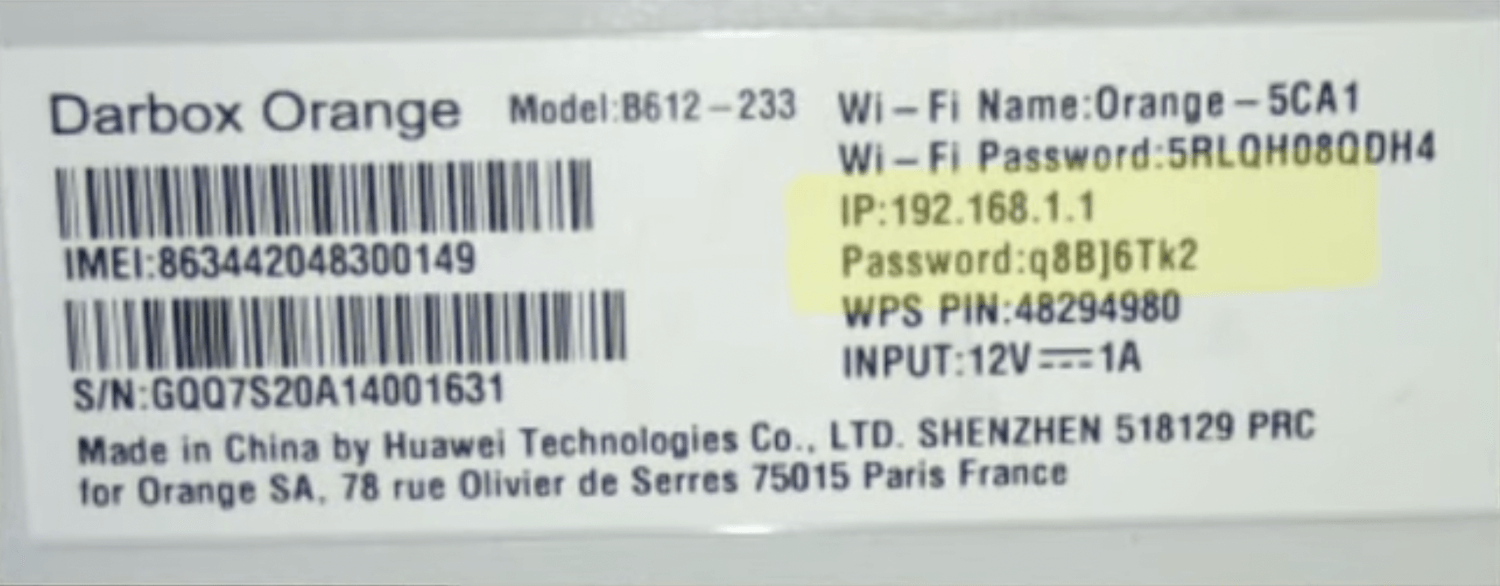 Darbox Orange Model:B612-233
IMEI:863442048300149
S/N:GQQ7S20A14001631
Wi-Fi Name:Orange-5CA1
Wi-Fi Password:5RLQH08QDH4
IP:192.168.1.1
Password:q8B]6Tk2
WPS PIN:48294980
INPUT:12V⎓1A
Made in China by Huawei Technologies Co., LTD. SHENZHEN 518129 PRC
for Orange SA, 78 rue Olivier de Serres 75015 Paris France